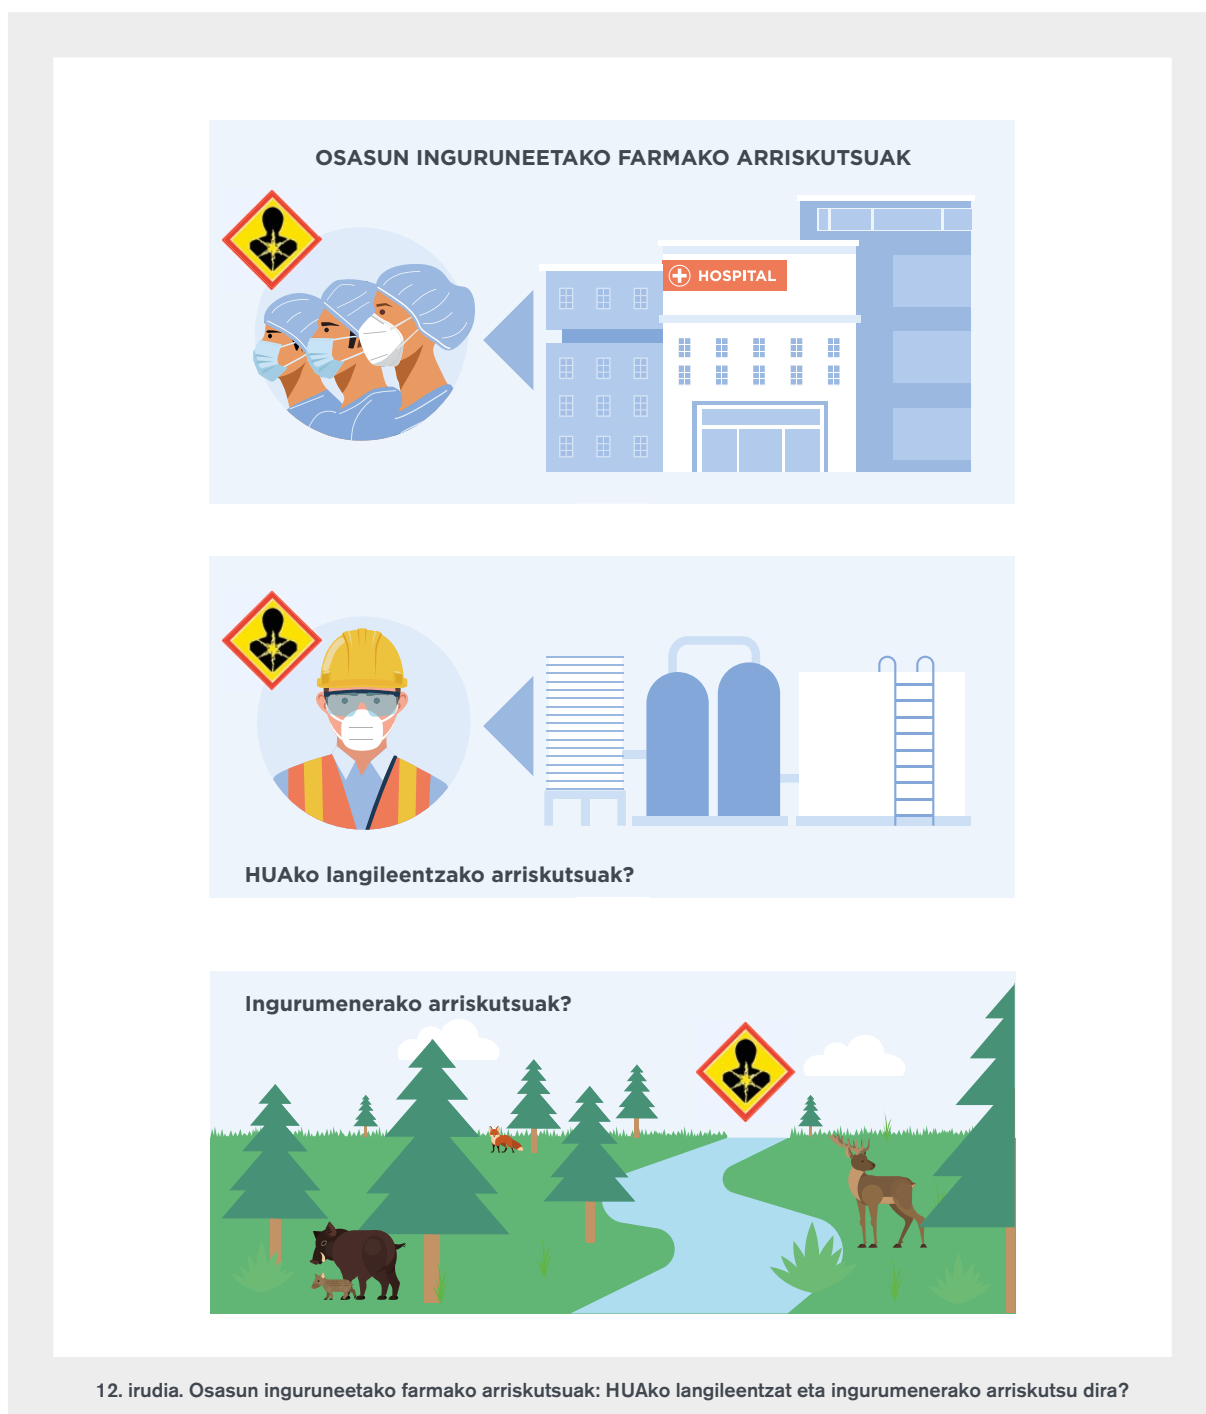 OSASUN INGURUNEETAKO FARMAKO ARRISKUTSUAK
HOSPITAL
HUAko langileentzako arriskutsuak?
Ingurumenerako arriskutsuak?
12. irudia. Osasun inguruneetako farmako arriskutsuak: HUAko langileentzat eta ingurumenerako arriskutsu dira?